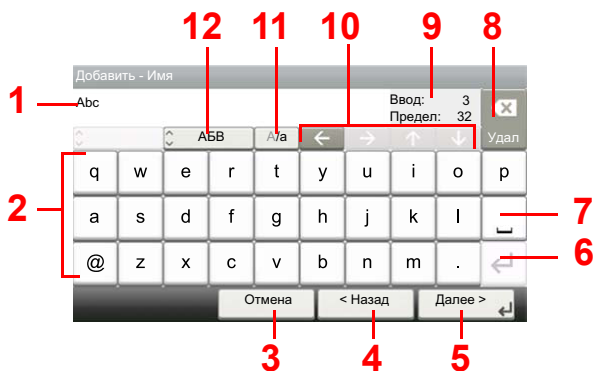 12 11 10 9 8
Добавить - Имя
1 Abc Ввод: 3
Предел: 32
АБВ A/a ← → ↑ ↓ Удал
2 q w e r t y u i o p
a s d f g h j k l 7
@ z x c v b n m . 6
Отмена < Назад Далее >
3 4 5